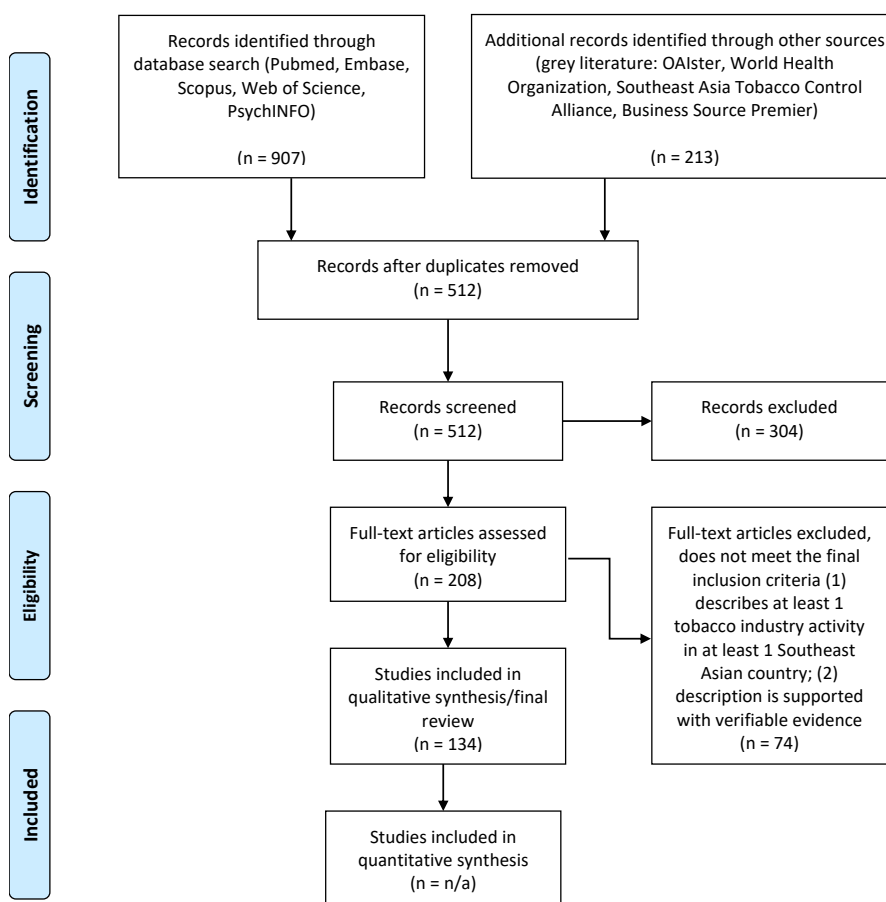 Identification
Records identified through
database search (Pubmed, Embase,
Scopus, Web of Science,
PsychINFO)
(n = 907)
Additional records identified through other sources
(grey literature: OAIster, World Health
Organization, Southeast Asia Tobacco Control
Alliance, Business Source Premier)
(n = 213)
Records after duplicates removed
(n = 512)
Screening
Records screened
(n = 512)
Records excluded
(n = 304)
Eligibility
Full-text articles assessed
for eligibility
(n = 208)
Full-text articles excluded,
does not meet the final
inclusion criteria (1)
describes at least 1
tobacco industry activity
in at least 1 Southeast
Asian country; (2)
description is supported
with verifiable evidence
(n = 74)
Studies included in
qualitative synthesis/final
review
(n = 134)
Included
Studies included in
quantitative synthesis
(n = n/a)